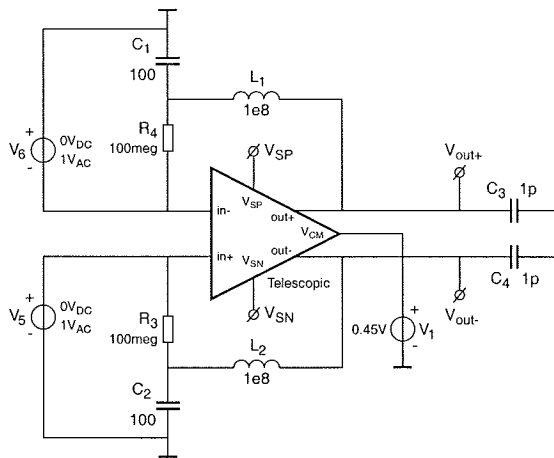 C1
100
L1
1e8
V6
+
-
0VDC
1VAC
R4
100meg
VSP
Vout+
C3
1p
in-
VSP
out+
VCM
in+
VSN
out-
Telescopic
C4
1p
V5
+
-
0VDC
1VAC
R3
100meg
VSN
0.45V
+
-
V1
Vout-
L2
1e8
C2
100